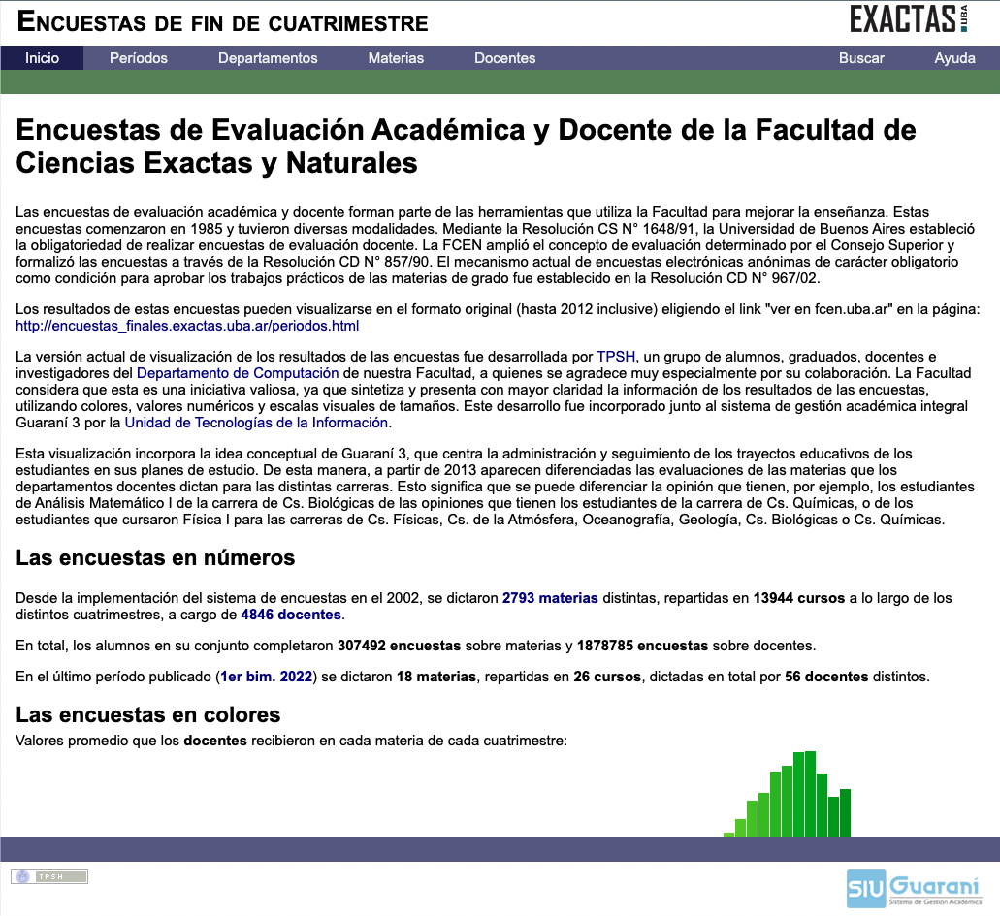 Encuestas de fin de cuatrimestre
EXACTAS UBA
Inicio Períodos Departamentos Materias Docentes Buscar Ayuda
Encuestas de Evaluación Académica y Docente de la Facultad de
Ciencias Exactas y Naturales
Las encuestas de evaluación académica y docente forman parte de las herramientas que utiliza la Facultad para mejorar la enseñanza. Estas
encuestas comenzaron en 1985 y tuvieron diversas modalidades. Mediante la Resolución CS N° 1648/91, la Universidad de Buenos Aires estableció
la obligatoriedad de realizar encuestas de evaluación docente. La FCEN amplió el concepto de evaluación determinado por el Consejo Superior y
formalizó las encuestas a través de la Resolución CD N° 857/90. El mecanismo actual de encuestas electrónicas anónimas de carácter obligatorio
como condición para aprobar los trabajos prácticos de las materias de grado fue establecido en la Resolución CD N° 967/02.
Los resultados de estas encuestas pueden visualizarse en el formato original (hasta 2012 inclusive) eligiendo el link "ver en fcen.uba.ar" en la página:
http://encuestas_finales.exactas.uba.ar/periodos.html
La versión actual de visualización de los resultados de las encuestas fue desarrollada por TPSH, un grupo de alumnos, graduados, docentes e
investigadores del Departamento de Computación de nuestra Facultad, a quienes se agradece muy especialmente por su colaboración. La Facultad
considera que esta es una iniciativa valiosa, ya que sintetiza y presenta con mayor claridad la información de los resultados de las encuestas,
utilizando colores, valores numéricos y escalas visuales de tamaños. Este desarrollo fue incorporado junto al sistema de gestión académica integral
Guaraní 3 por la Unidad de Tecnologías de la Información.
Esta visualización incorpora la idea conceptual de Guaraní 3, que centra la administración y seguimiento de los trayectos educativos de los
estudiantes en sus planes de estudio. De esta manera, a partir de 2013 aparecen diferenciadas las evaluaciones de las materias que los
departamentos docentes dictan para las distintas carreras. Esto significa que se puede diferenciar la opinión que tienen, por ejemplo, los estudiantes
de Análisis Matemático I de la carrera de Cs. Biológicas de las opiniones que tienen los estudiantes de la carrera de Cs. Químicas, o de los
estudiantes que cursaron Física I para las carreras de Cs. Físicas, Cs. de la Atmósfera, Oceanografía, Geología, Cs. Biológicas o Cs. Químicas.
Las encuestas en números
Desde la implementación del sistema de encuestas en el 2002, se dictaron 2793 materias distintas, repartidas en 13944 cursos a lo largo de los
distintos cuatrimestres, a cargo de 4846 docentes.
En total, los alumnos en su conjunto completaron 307492 encuestas sobre materias y 1878785 encuestas sobre docentes.
En el último período publicado (1er bim. 2022) se dictaron 18 materias, repartidas en 26 cursos, dictadas en total por 56 docentes distintos.
Las encuestas en colores
Valores promedio que los docentes recibieron en cada materia de cada cuatrimestre:
TPSH
SIU Guaraní
Sistema de Gestión Académica